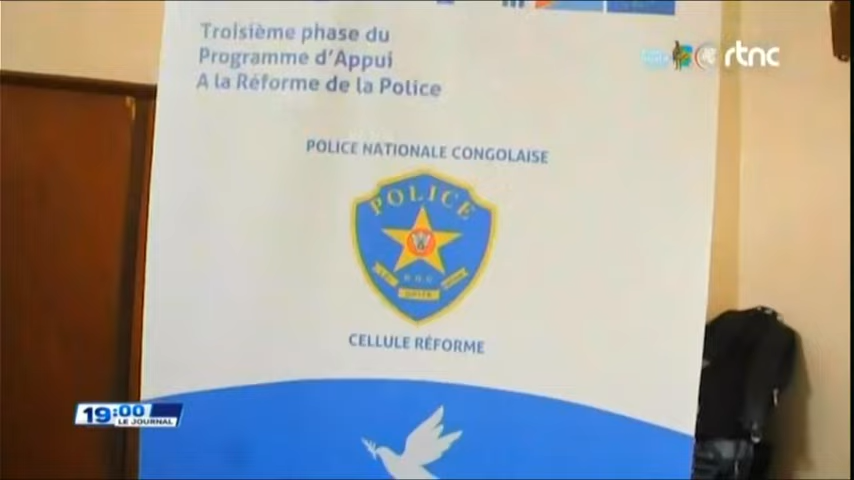 Troisième phase du
Programme d'Appui
A la Réforme de la Police
rtnc
POLICE NATIONALE CONGOLAISE
POLICE
CELLULE RÉFORME
19:00
LE JOURNAL